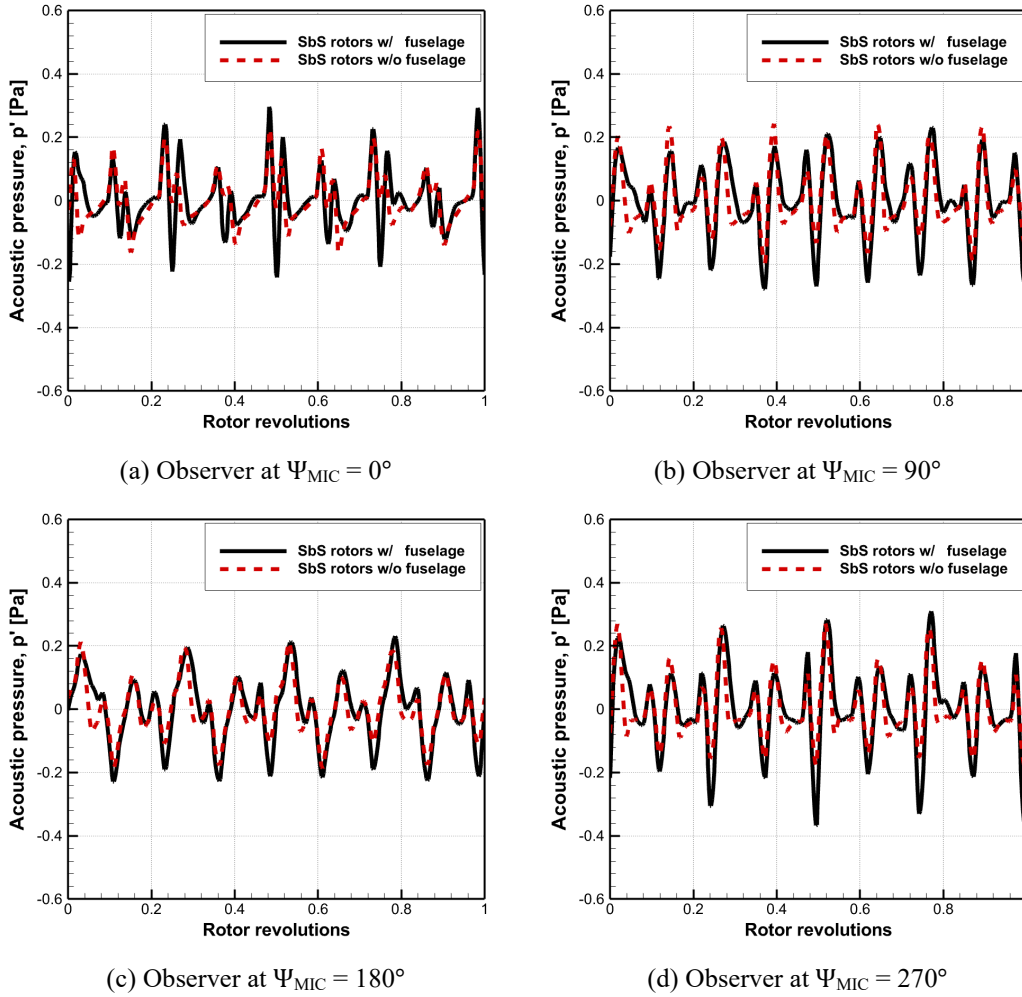 SbS rotors w/ fuselage
SbS rotors w/o fuselage
Acoustic pressure, p' [Pa]
0.6
0.4
0.2
0
-0.2
-0.4
-0.6
0 0.2 0.4 0.6 0.8 1
Rotor revolutions
(a) Observer at ΨMIC = 0°
SbS rotors w/ fuselage
SbS rotors w/o fuselage
Acoustic pressure, p' [Pa]
0.6
0.4
0.2
0
-0.2
-0.4
-0.6
0 0.2 0.4 0.6 0.8
Rotor revolutions
(b) Observer at ΨMIC = 90°
SbS rotors w/ fuselage
SbS rotors w/o fuselage
Acoustic pressure, p' [Pa]
0.6
0.4
0.2
0
-0.2
-0.4
-0.6
0 0.2 0.4 0.6 0.8 1
Rotor revolutions
(c) Observer at ΨMIC = 180°
SbS rotors w/ fuselage
SbS rotors w/o fuselage
Acoustic pressure, p' [Pa]
0.6
0.4
0.2
0
-0.2
-0.4
-0.6
0 0.2 0.4 0.6 0.8
Rotor revolutions
(d) Observer at ΨMIC = 270°